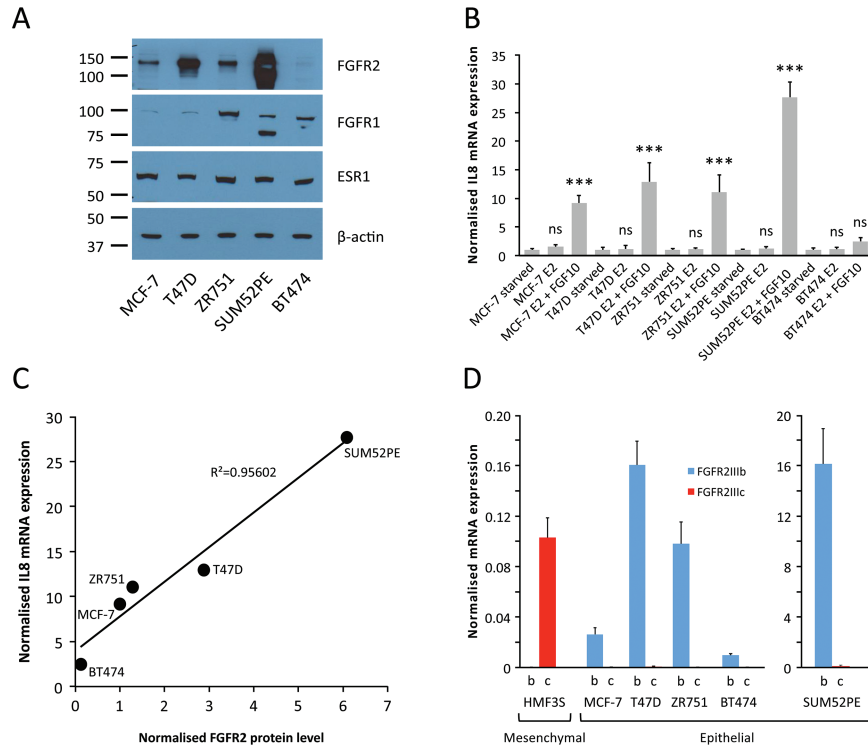 A
150
100
FGFR2
100
75
FGFR1
75
50
ESR1
50
37
β-actin
MCF-7
T47D
ZR751
SUM52PE
BT474
B
Normalised IL8 mRNA expression
35
30
25
20
15
10
5
0
ns
***
ns
***
ns
***
ns
***
ns
ns
MCF-7 starved
MCF-7 E2
MCF-7 E2 + FGF10
T47D starved
T47D E2
T47D E2 + FGF10
ZR751 starved
ZR751 E2
ZR751 E2 + FGF10
SUM52PE starved
SUM52PE E2
SUM52PE E2 + FGF10
BT474 starved
BT474 E2
BT474 E2 + FGF10
C
Normalised IL8 mRNA expression
30
25
20
15
10
5
0
R²=0.95602
SUM52PE
T47D
ZR751
MCF-7
BT474
0 1 2 3 4 5 6 7
Normalised FGFR2 protein level
D
Normalised mRNA expression
0.20
0.16
0.12
0.08
0.04
0
FGFR2IIIb
FGFR2IIIc
20
16
12
8
4
0
b c b c b c b c b c b c
HMF3S MCF-7 T47D ZR751 BT474 SUM52PE
Mesenchymal Epithelial